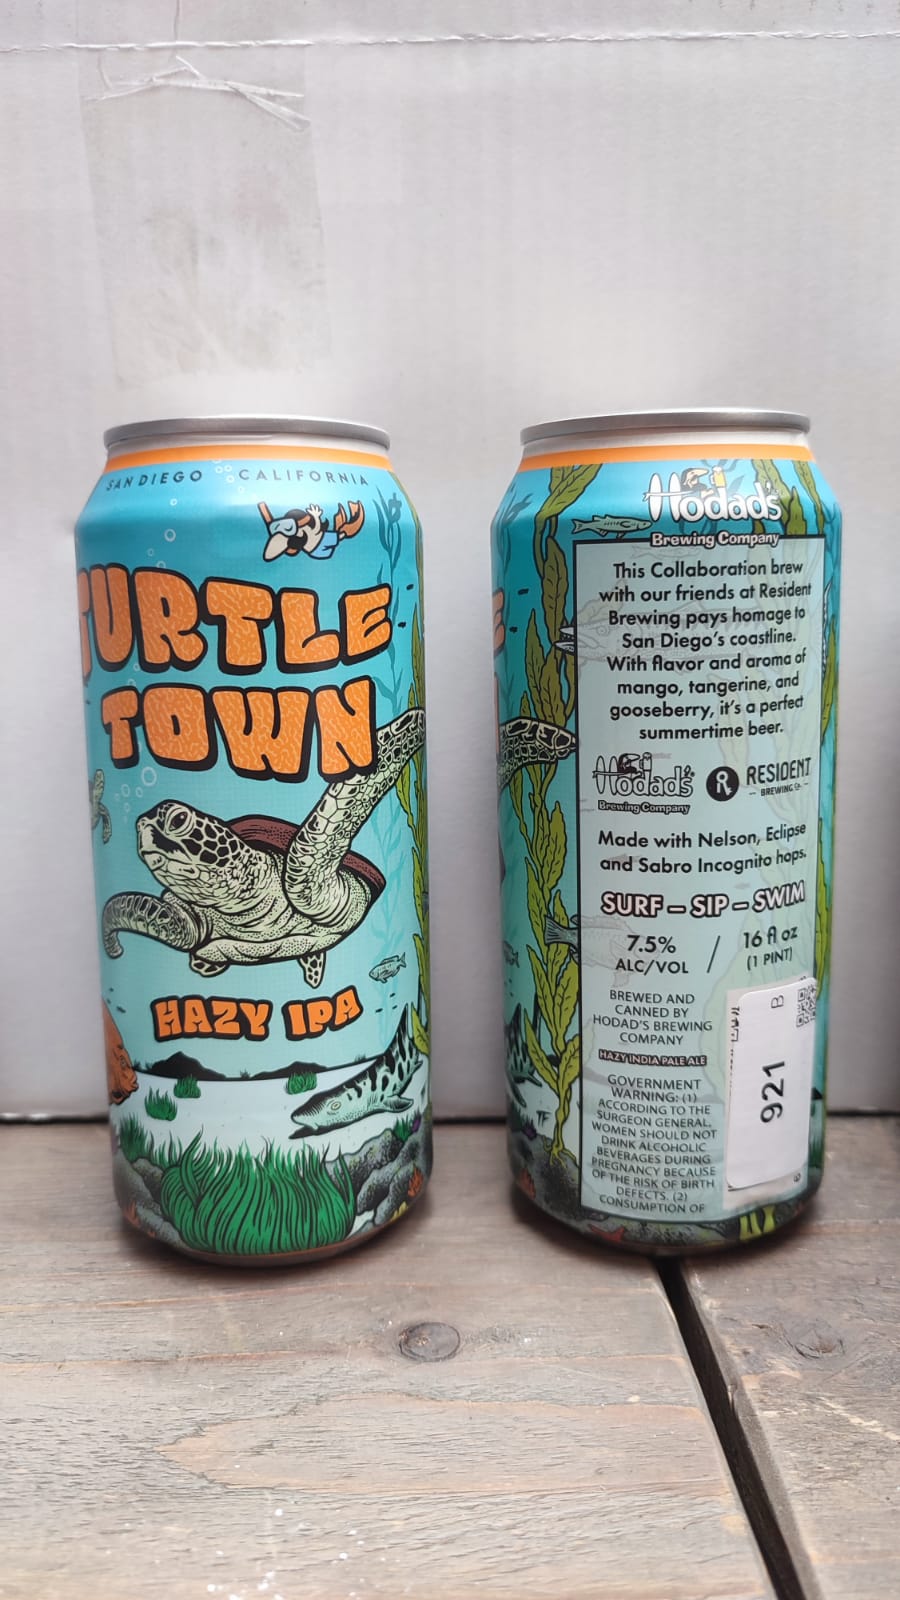 SAN DIEGO CALIFORNIA
TURTLE
TOWN
HAZY IPA
Hodad's
Brewing Company
This Collaboration brew
with our friends at Resident
Brewing pays homage to
San Diego's coastline.
With flavor and aroma of
mango, tangerine, and
gooseberry, it's a perfect
summertime beer.
Hodad's
Brewing Company
RESIDENT
BREWING CO
Made with Nelson, Eclipse
and Sabro Incognito hops.
SURF – SIP – SWIM
7.5% / 16 fl oz
ALC/VOL (1 PINT)
BREWED AND
CANNED BY
HODAD'S BREWING
COMPANY
HAZY INDIA PALE ALE
GOVERNMENT
WARNING: (1)
ACCORDING TO THE
SURGEON GENERAL,
WOMEN SHOULD NOT
DRINK ALCOHOLIC
BEVERAGES DURING
PREGNANCY BECAUSE
OF THE RISK OF BIRTH
DEFECTS. (2)
CONSUMPTION OF
B
921
TF